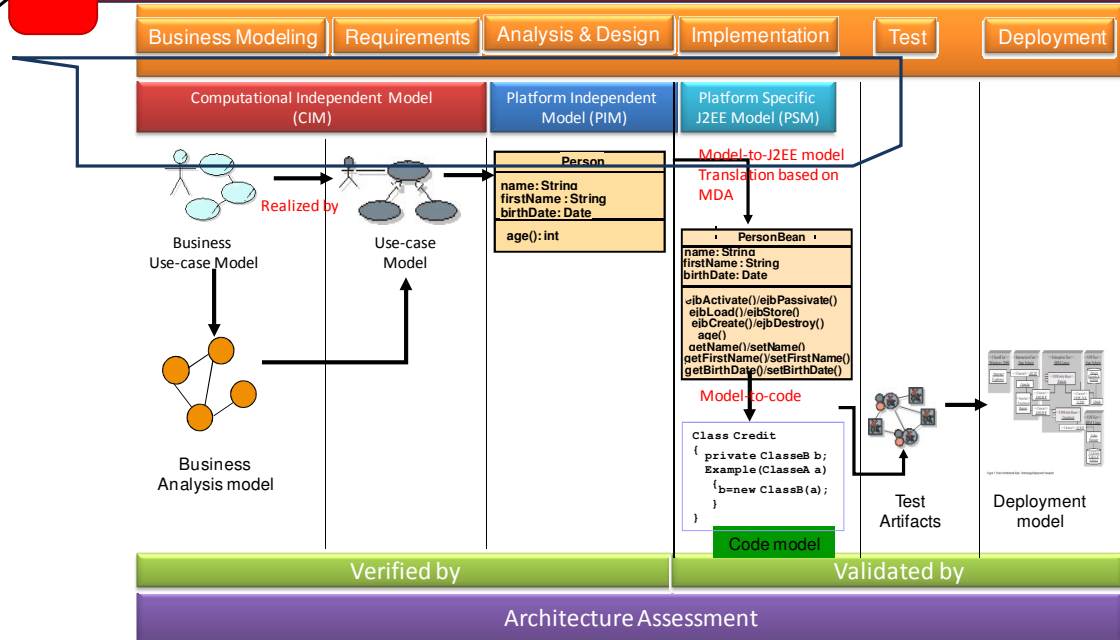 Business Modeling
Requirements
Analysis & Design
Implementation
Test
Deployment
Computational Independent Model
(CIM)
Platform Independent
Model (PIM)
Platform Specific
J2EE Model (PSM)
Realized by
Business
Use-case Model
Use-case
Model
Person
name: String
firstName : String
birthDate: Date
age(): int
Model-to-J2EE model
Translation based on
MDA
PersonBean
name: String
firstName : String
birthDate: Date
ejbActivate()/ejbPassivate()
ejbLoad()/ejbStore()
ejbCreate()/ejbDestroy()
age()
getName()/setName()
getFirstName()/setFirstName()
getBirthDate()/setBirthDate()
Model-to-code
Class Credit
{ private ClasseB b;
Example(ClasseA a)
{b=new ClassB(a);
}
}
Code model
Business
Analysis model
Test
Artifacts
Deployment
model
Verified by
Validated by
Architecture Assessment